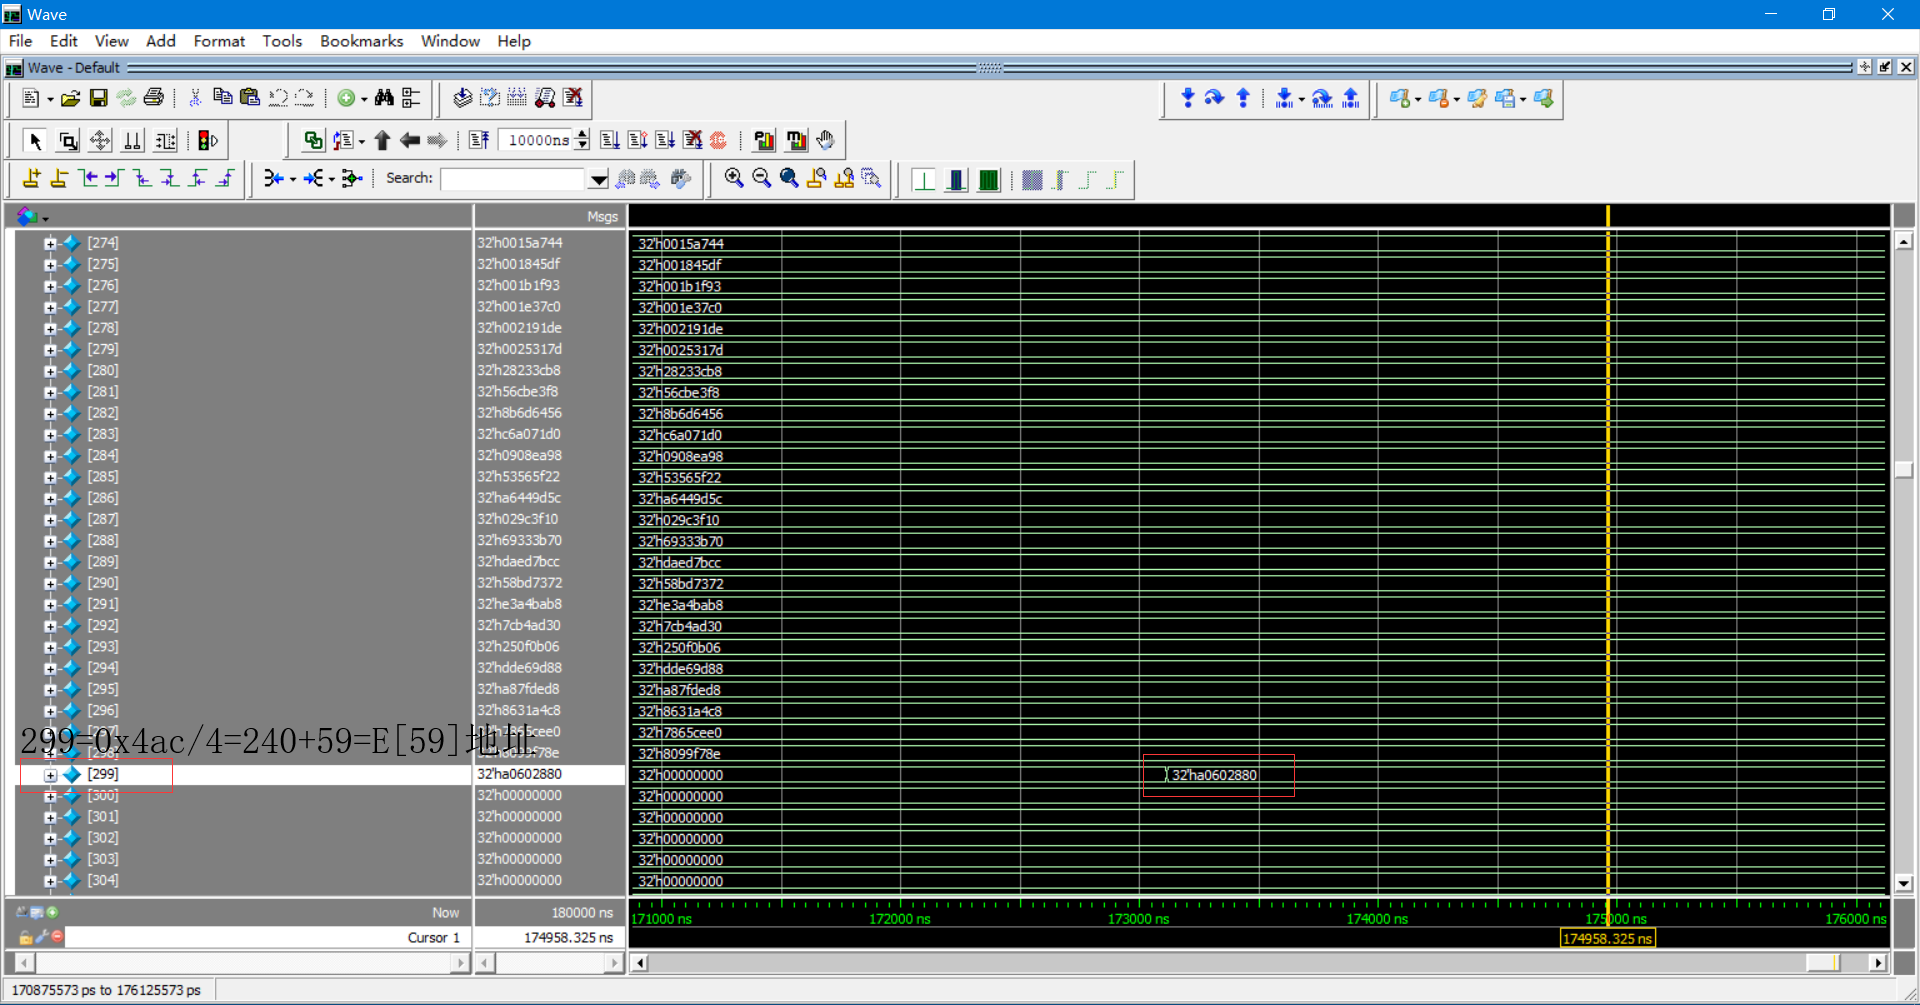 Wave
File Edit View Add Format Tools Bookmarks Window Help
Wave - Default
10000ns
Search:
Msgs
[274] 32'h0015a744 32'h0015a744
[275] 32'h001845df 32'h001845df
[276] 32'h001b1f93 32'h001b1f93
[277] 32'h001e37c0 32'h001e37c0
[278] 32'h002191de 32'h002191de
[279] 32'h0025317d 32'h0025317d
[280] 32'h28233cb8 32'h28233cb8
[281] 32'h56cbe3f8 32'h56cbe3f8
[282] 32'h8b6d6456 32'h8b6d6456
[283] 32'hc6a071d0 32'hc6a071d0
[284] 32'h0908ea98 32'h0908ea98
[285] 32'h53565f22 32'h53565f22
[286] 32'ha6449d5c 32'ha6449d5c
[287] 32'h029c3f10 32'h029c3f10
[288] 32'h69333b70 32'h69333b70
[289] 32'hdaed7bcc 32'hdaed7bcc
[290] 32'h58bd7372 32'h58bd7372
[291] 32'he3a4bab8 32'he3a4bab8
[292] 32'h7cb4ad30 32'h7cb4ad30
[293] 32'h250f0b06 32'h250f0b06
[294] 32'hdde69d88 32'hdde69d88
[295] 32'ha87fded8 32'ha87fded8
[296] 32'h8631a4c8 32'h8631a4c8
[297] 32'h7865cee0 32'h7865cee0
299=0x4ac/4=240+59=E[59]地址
[298] 32'h8099f78e 32'h8099f78e
[299] 32'ha0602880 32'h00000000 32'ha0602880
[300] 32'h00000000 32'h00000000
[301] 32'h00000000 32'h00000000
[302] 32'h00000000 32'h00000000
[303] 32'h00000000 32'h00000000
[304] 32'h00000000 32'h00000000
Now 180000 ns 171000 ns 172000 ns 173000 ns 174000 ns 175000 ns 176000 ns
Cursor 1 174958.325 ns 174958.325 ns
170875573 ps to 176125573 ps